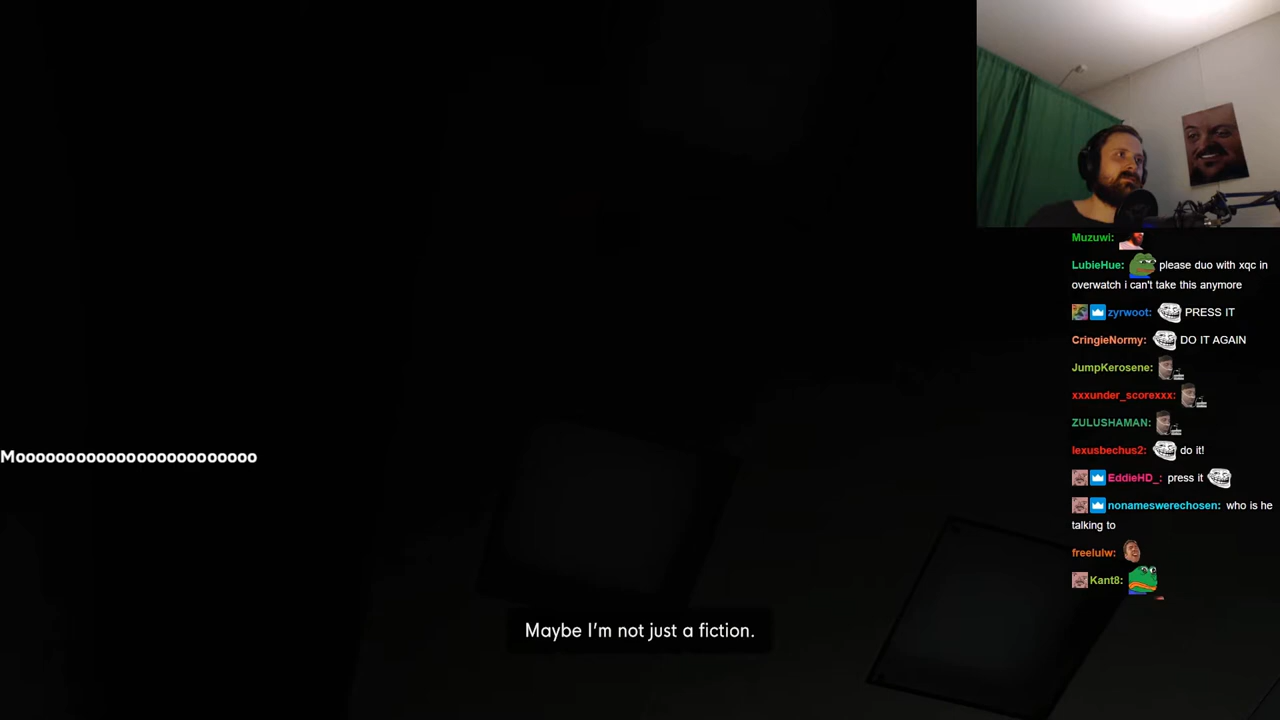 Muzuwi:
LubieHue: please duo with xqc in
overwatch i can't take this anymore
zyrwoot: PRESS IT
CringieNormy: DO IT AGAIN
JumpKerosene:
xxxunder_scorexxx:
ZULUSHAMAN:
lexusbechus2: do it!
Moooooooooooooooooooooooo
EddieHD_: press it
nonameswerechosen: who is he
talking to
freelulw:
Kant8:
Maybe I'm not just a fiction.